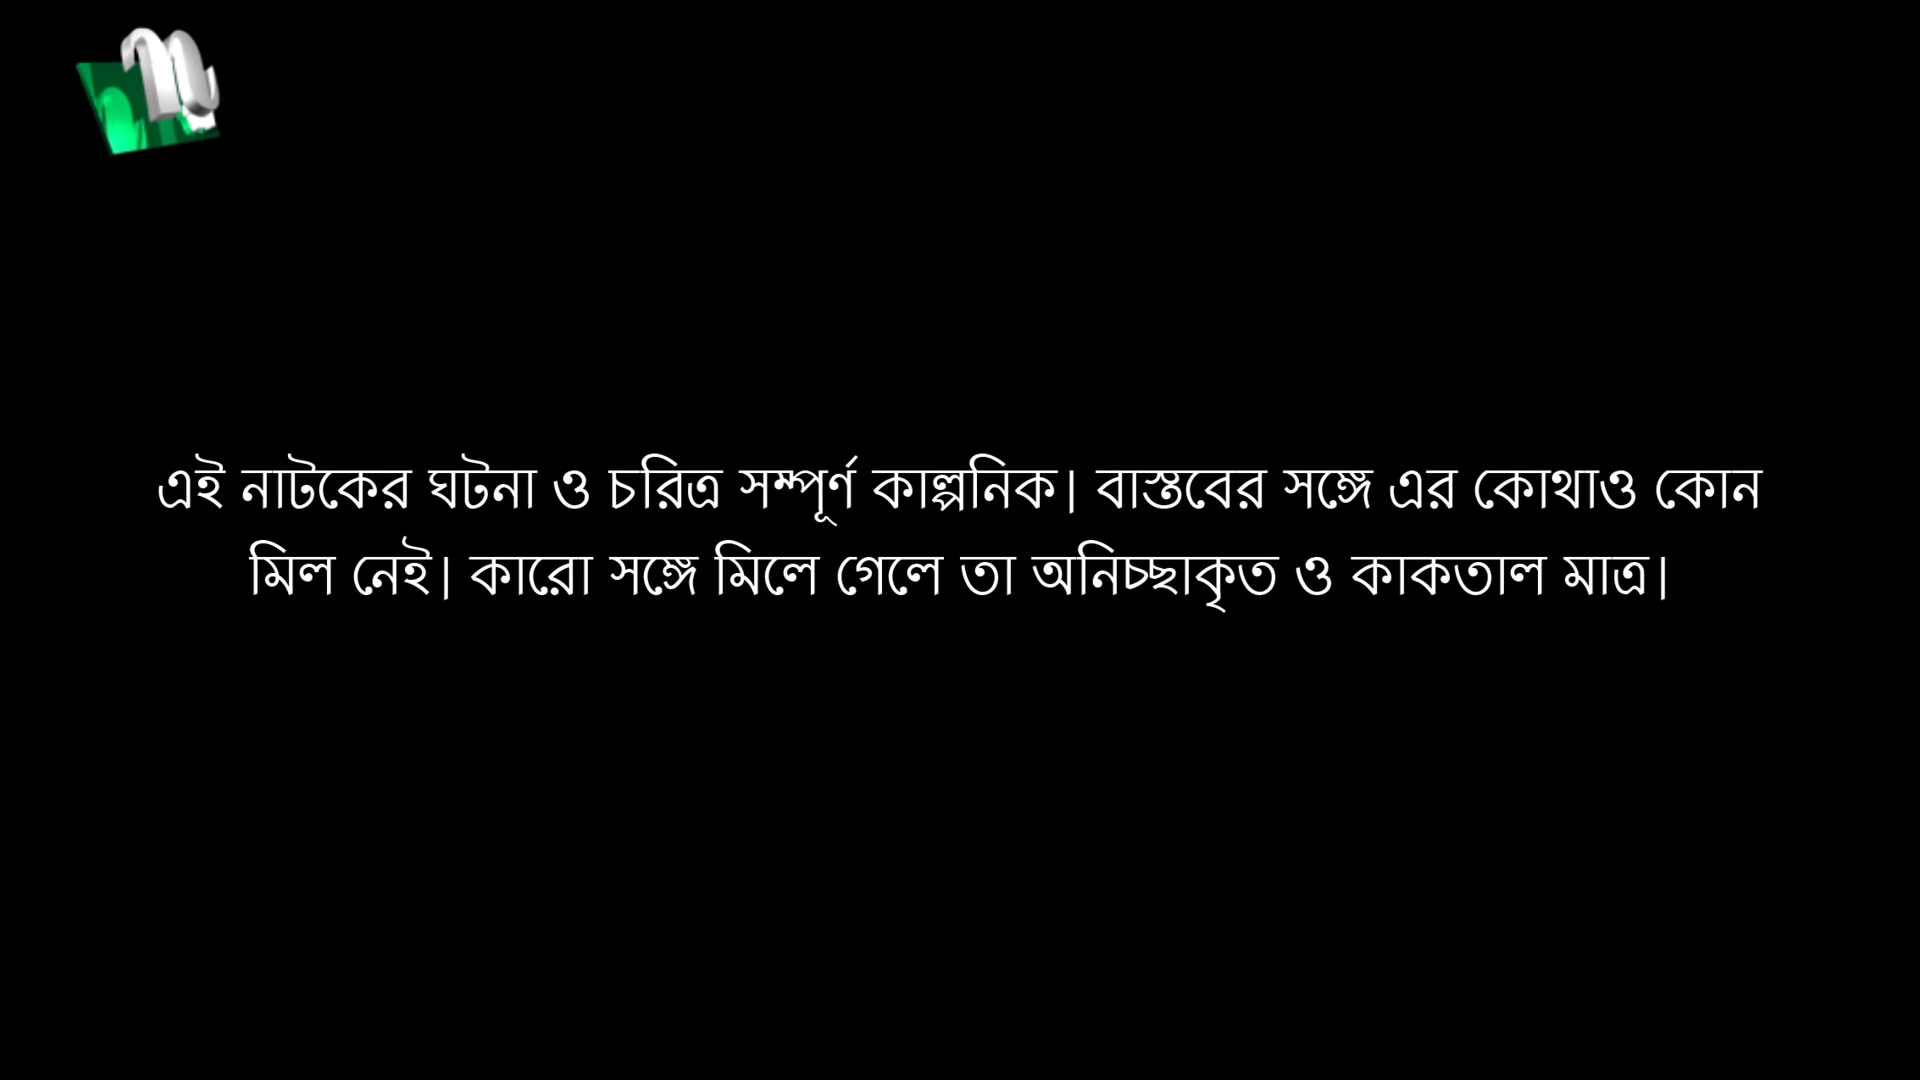 এই নাটকের ঘটনা ও চরিত্র সম্পূর্ণ কাল্পনিক। বাস্তবের সঙ্গে এর কোথাও কোন
মিল নেই। কারো সঙ্গে মিলে গেলে তা অনিচ্ছাকৃত ও কাকতাল মাত্র।